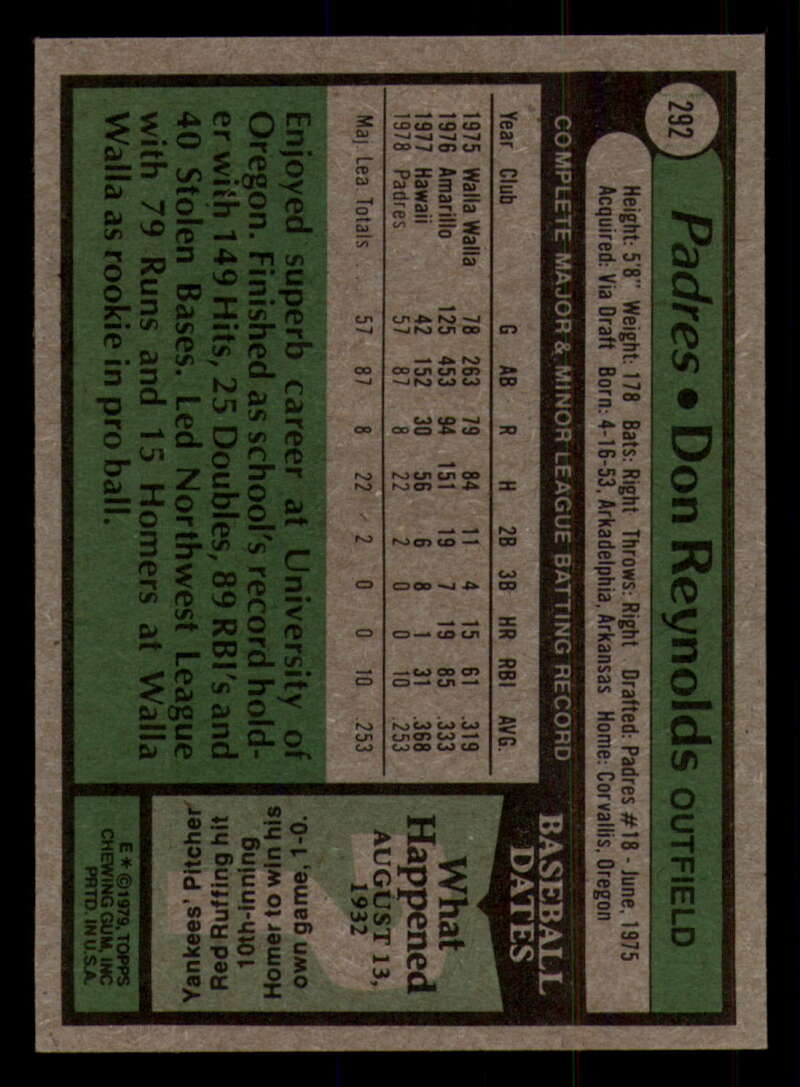 292
Padres • Don Reynolds OUTFIELD
Height: 5'8" Weight: 178 Bats: Right Throws: Right Drafted: Padres #18 - June, 1975
Acquired: Via Draft Born: 4-16-53, Arkadelphia, Arkansas Home: Corvallis, Oregon
COMPLETE MAJOR & MINOR LEAGUE BATTING RECORD
Year Club G AB R H 2B 3B HR RBI AVG.
1975 Walla Walla 78 263 79 84 11 4 15 61 .319
1976 Amarillo 125 453 94 151 19 7 19 85 .333
1977 Hawaii 42 152 30 56 6 8 1 31 .368
1978 Padres 57 87 8 22 2 0 0 10 .253
Maj. Lea Totals 57 87 8 22 2 0 0 10 .253
Enjoyed superb career at University of
Oregon. Finished as school's record hold-
er with 149 Hits, 25 Doubles, 89 RBI's and
40 Stolen Bases. Led Northwest League
with 79 Runs and 15 Homers at Walla
Walla as rookie in pro ball.
BASEBALL
DATES
What
Happened
AUGUST 13,
1932
Yankees' Pitcher
Red Ruffing hit
10th-inning
Homer to win his
own game, 1-0.
E * © 1979, TOPPS
CHEWING GUM, INC
PRTD. IN U.S.A.